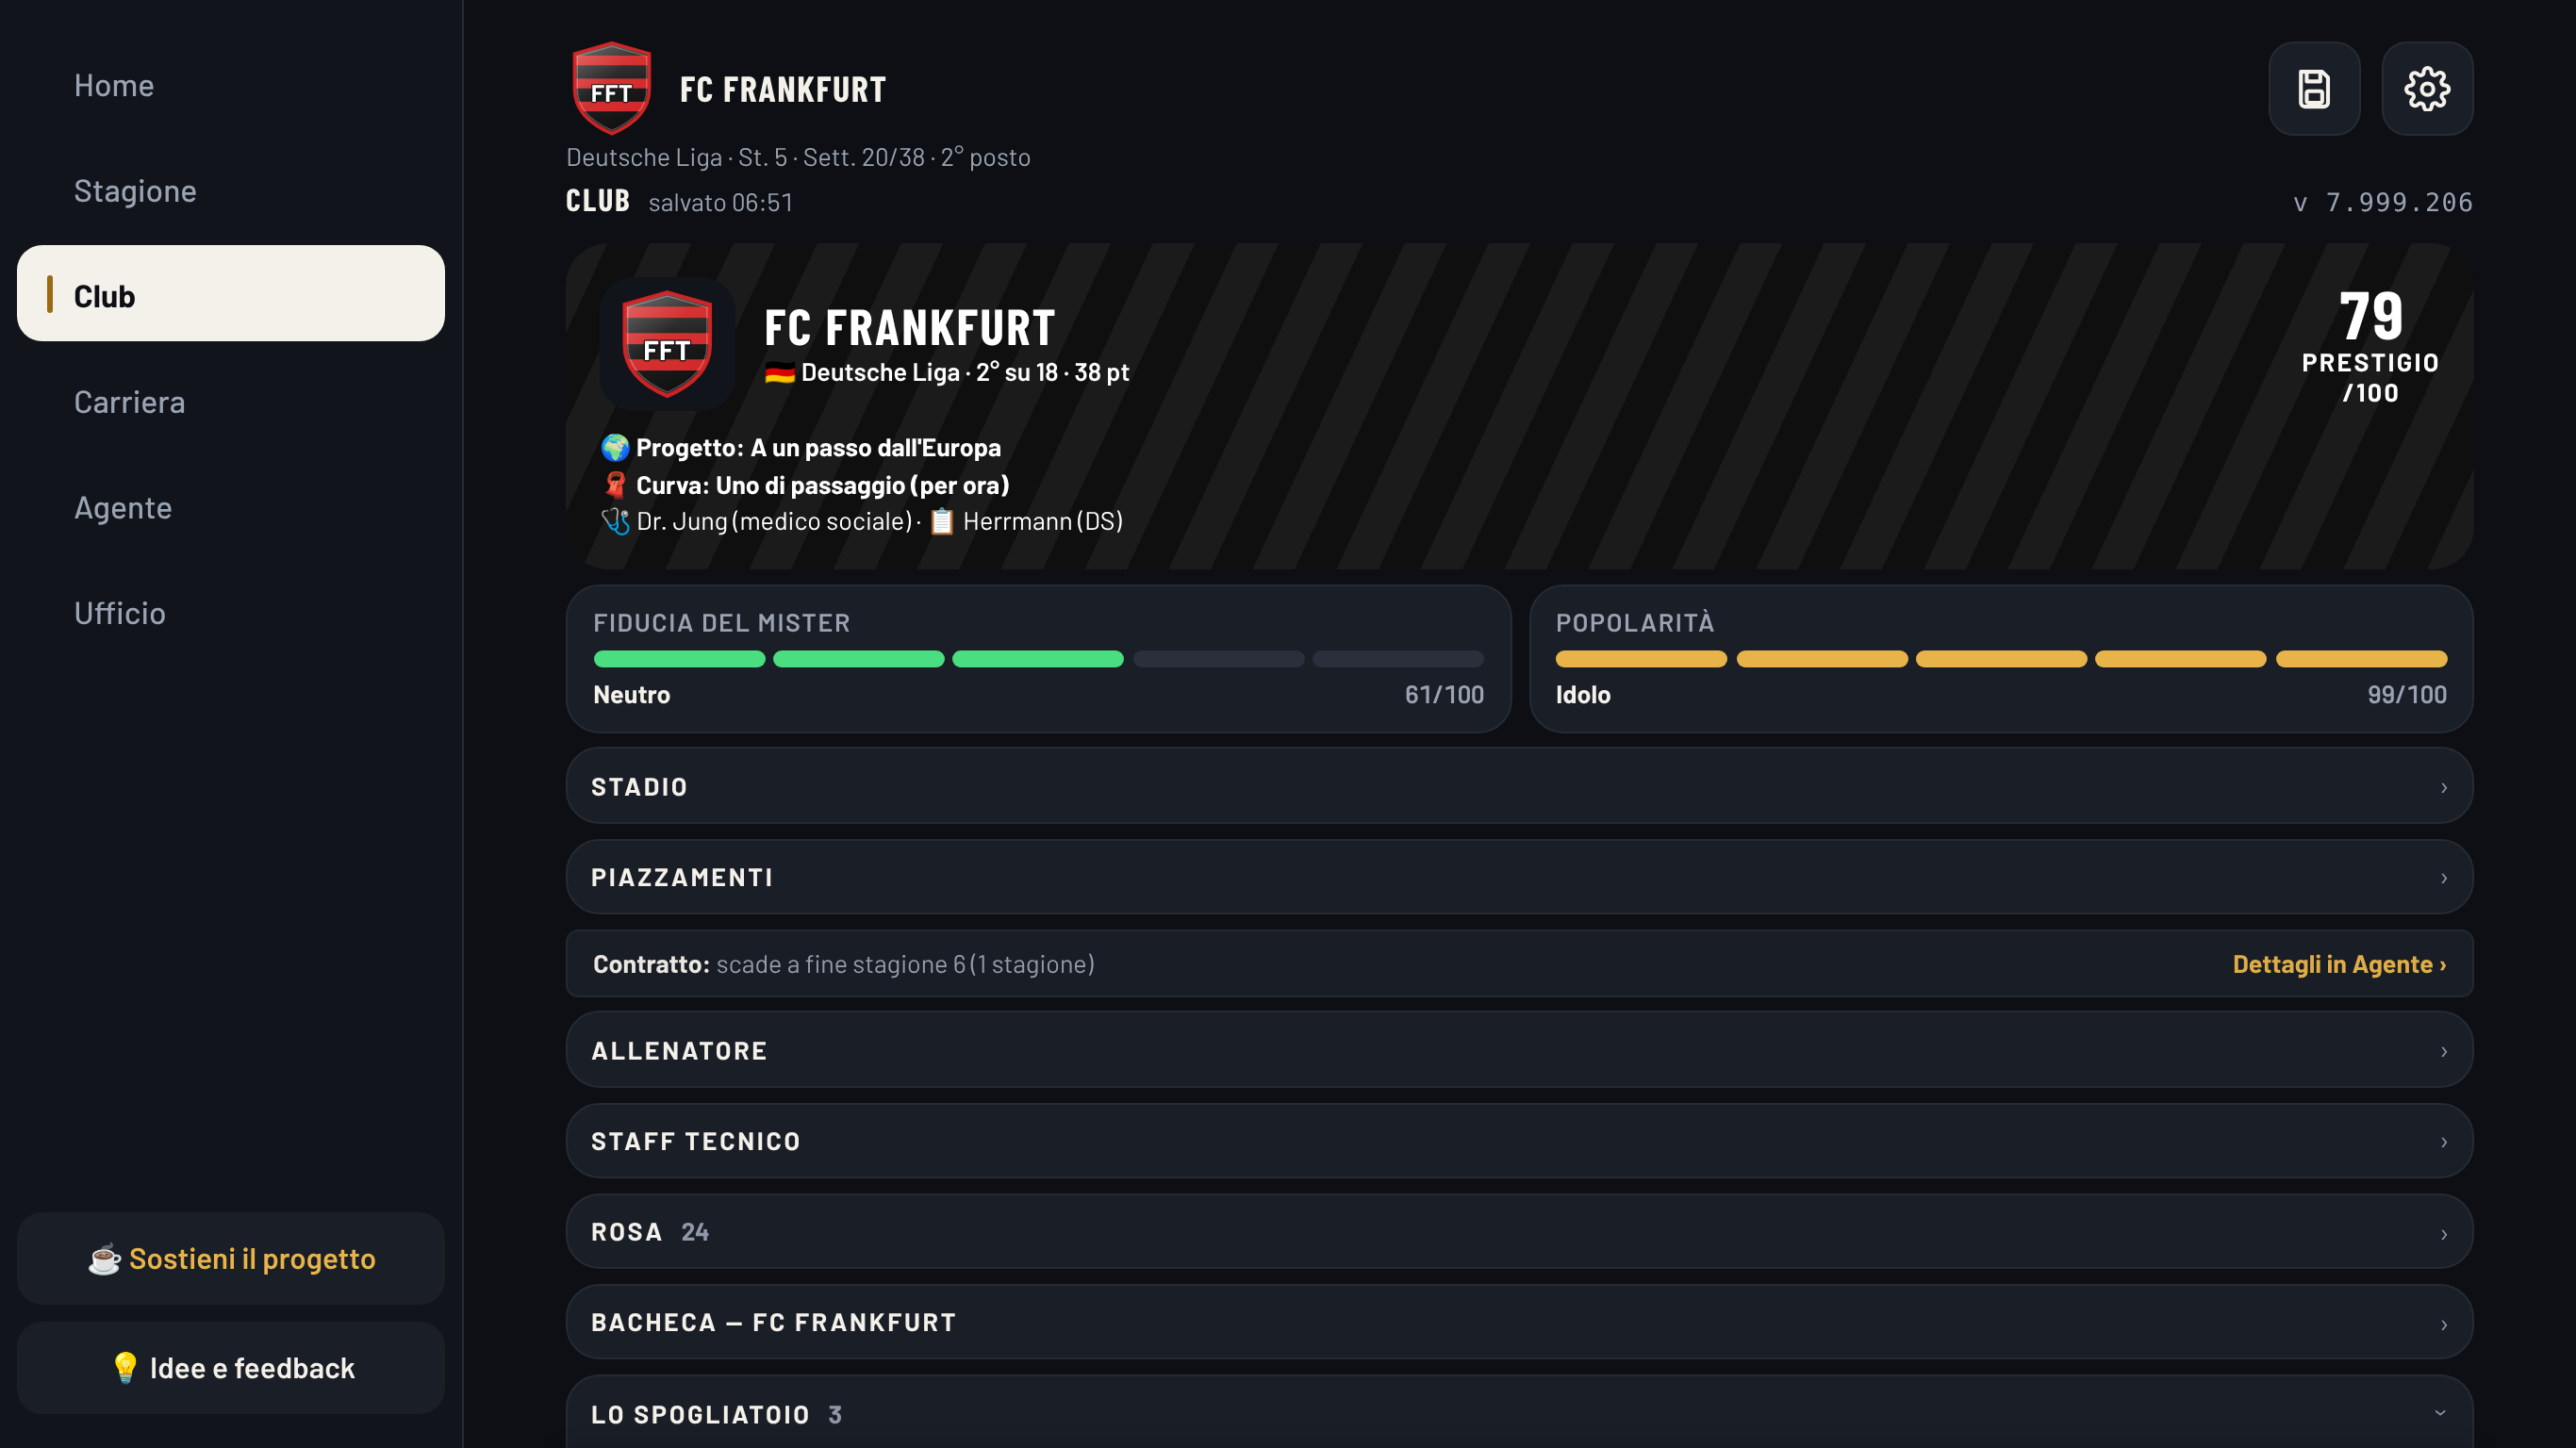 Home
Stagione
Club
Carriera
Agente
Ufficio
☕ Sostieni il progetto
💡 Idee e feedback
FFT
FC FRANKFURT
Deutsche Liga · St. 5 · Sett. 20/38 · 2° posto
CLUB salvato 06:51
v 7.999.206
FFT
FC FRANKFURT
🇩🇪 Deutsche Liga · 2° su 18 · 38 pt
79
PRESTIGIO
/100
🌍 Progetto: A un passo dall'Europa
🧣 Curva: Uno di passaggio (per ora)
🩺 Dr. Jung (medico sociale) · 📋 Herrmann (DS)
FIDUCIA DEL MISTER
Neutro 61/100
POPOLARITÀ
Idolo 99/100
STADIO ›
PIAZZAMENTI ›
Contratto: scade a fine stagione 6 (1 stagione) Dettagli in Agente ›
ALLENATORE ›
STAFF TECNICO ›
ROSA 24 ›
BACHECA – FC FRANKFURT ›
LO SPOGLIATOIO 3